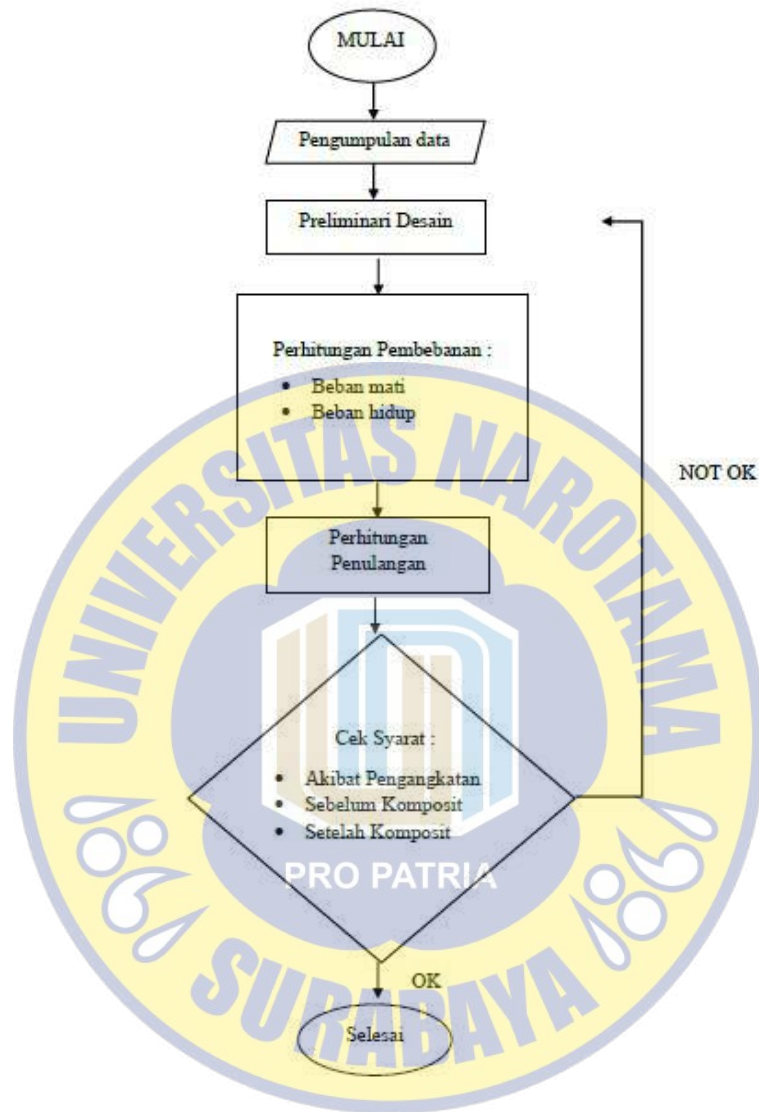 MULAI
Pengumpulan data
Preliminari Desain
Perhitungan Pembebanan :
• Beban mati
• Beban hidup
NOT OK
Perhitungan
Penulangan
Cek Syarat :
• Akibat Pengangkatan
• Sebelum Komposit
• Setelah Komposit
OK
Selesai
UNIVERSITAS NAROTAMA
PRO PATRIA
SURABAYA